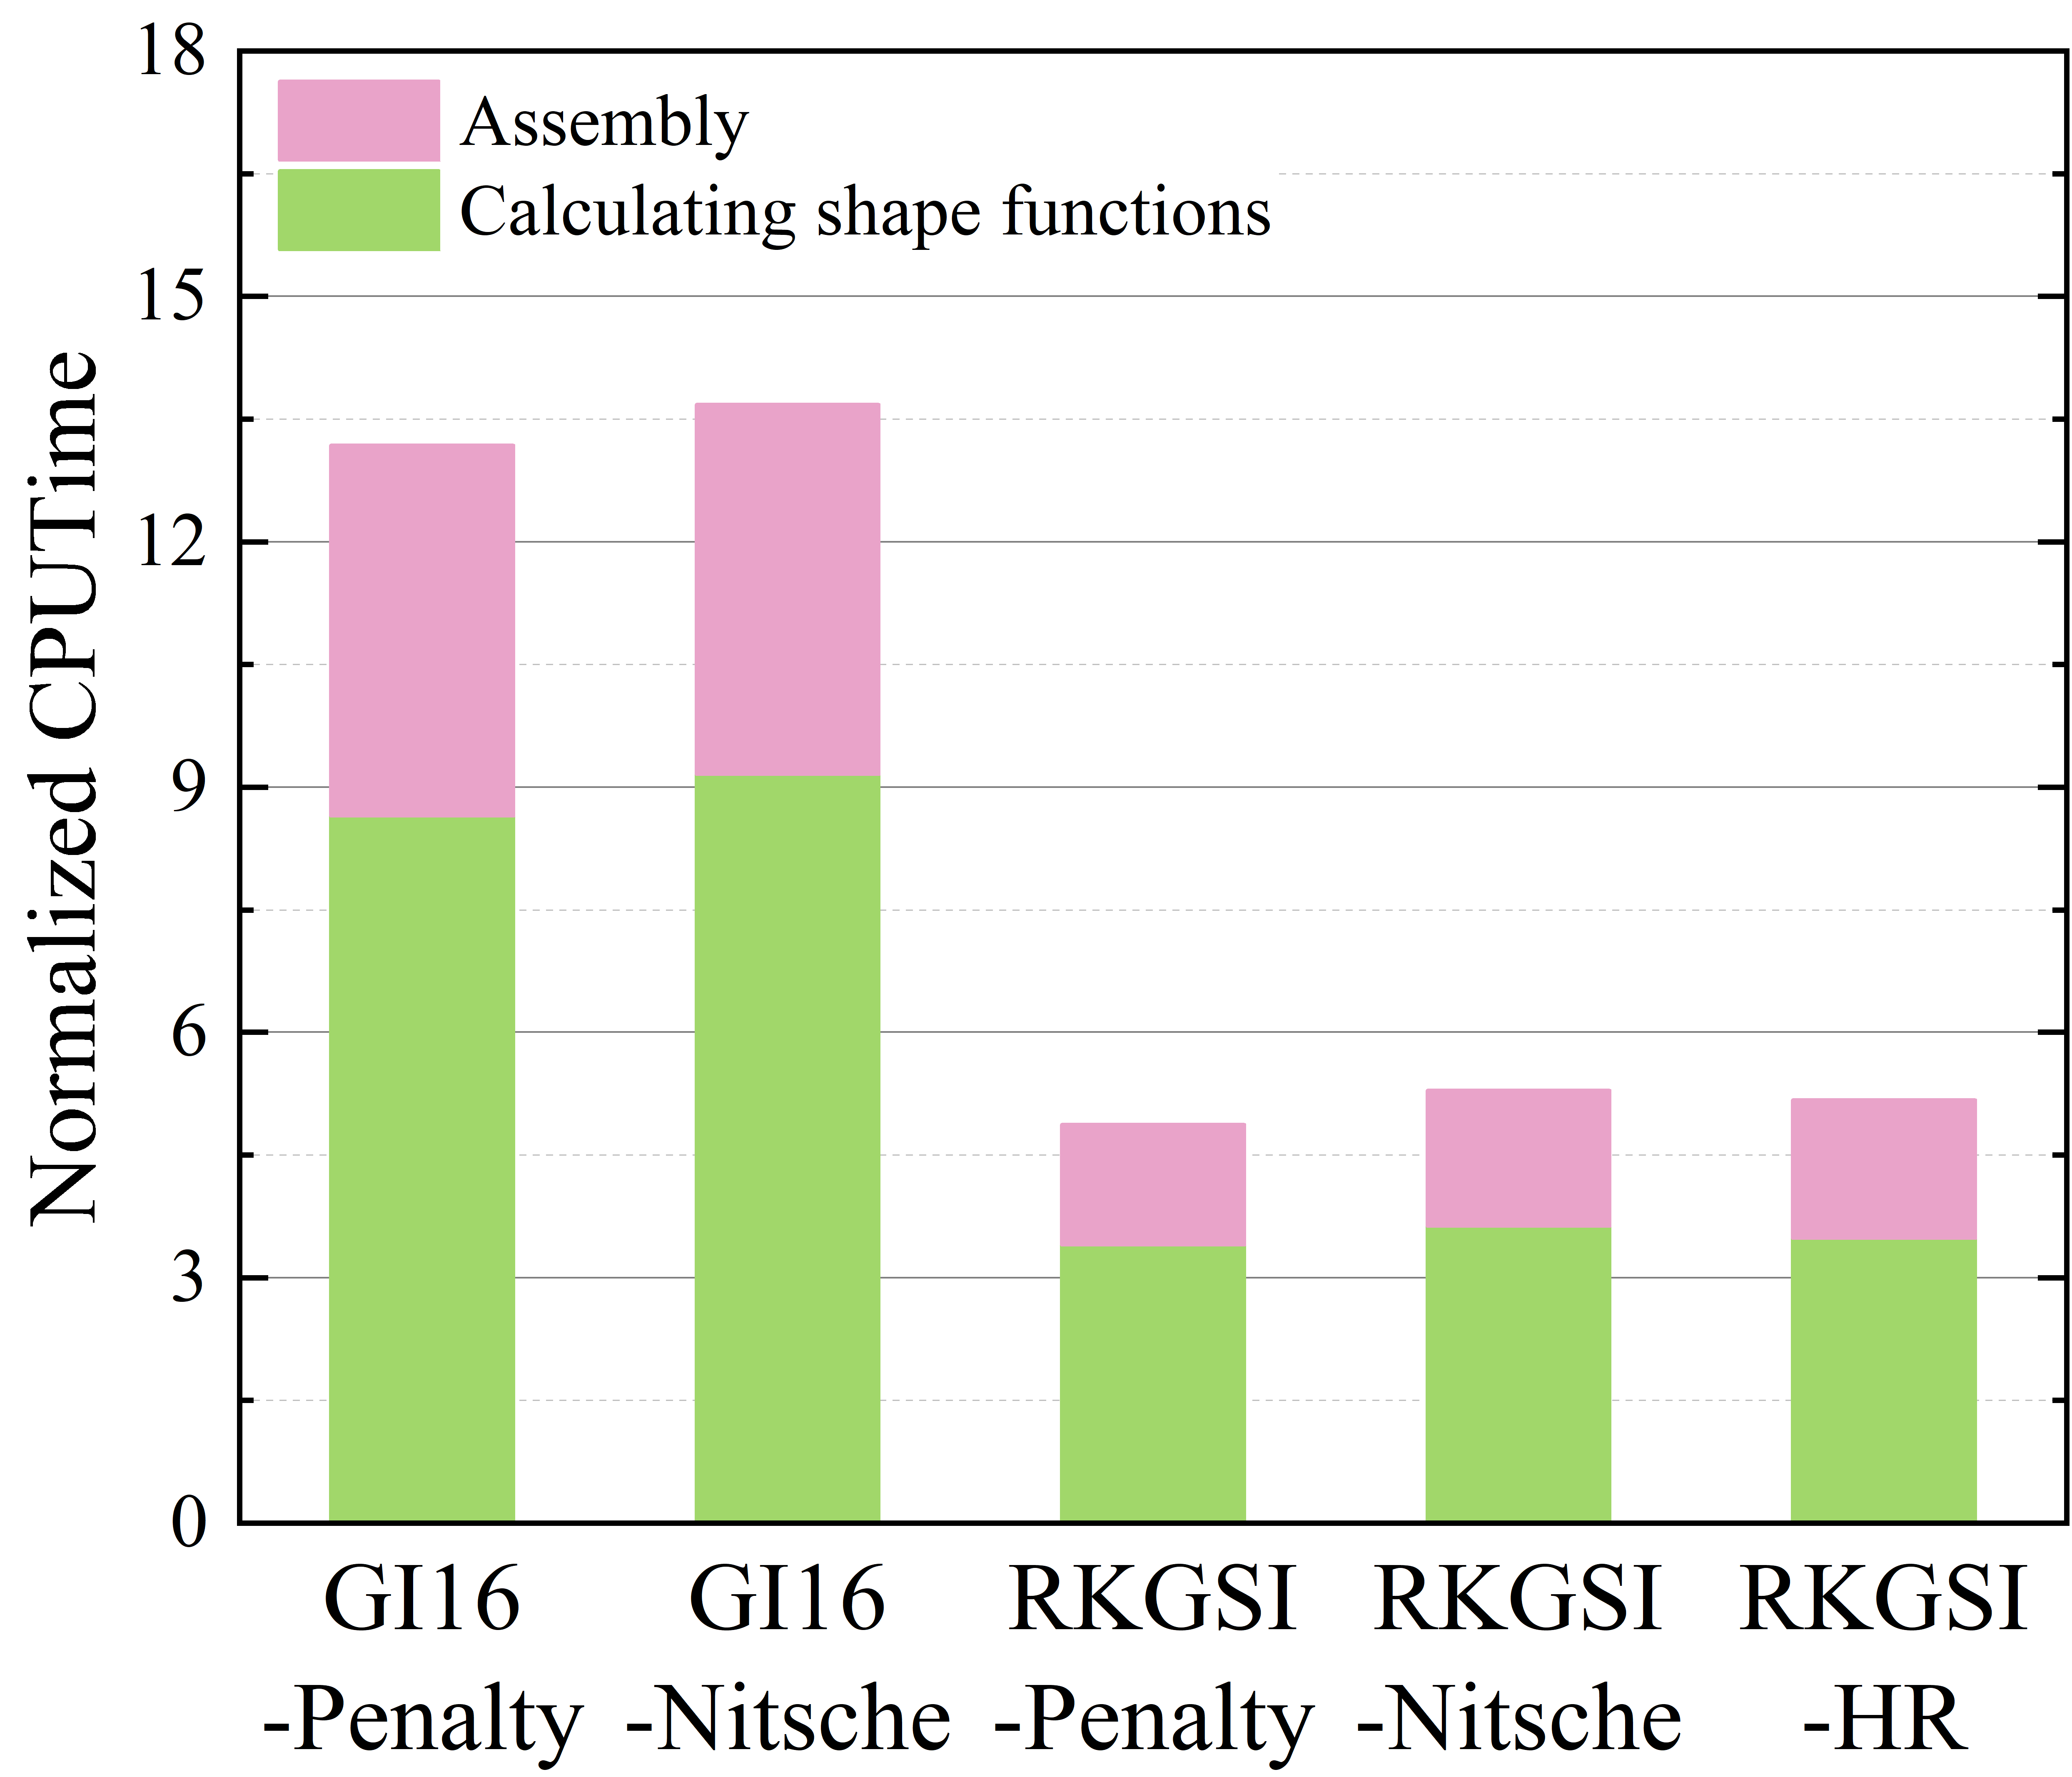 18
Assembly
Calculating shape functions
15
12
9
6
3
0
Normalized CPUTime
GI16 GI16 RKGSI RKGSI RKGSI
-Penalty -Nitsche -Penalty -Nitsche -HR